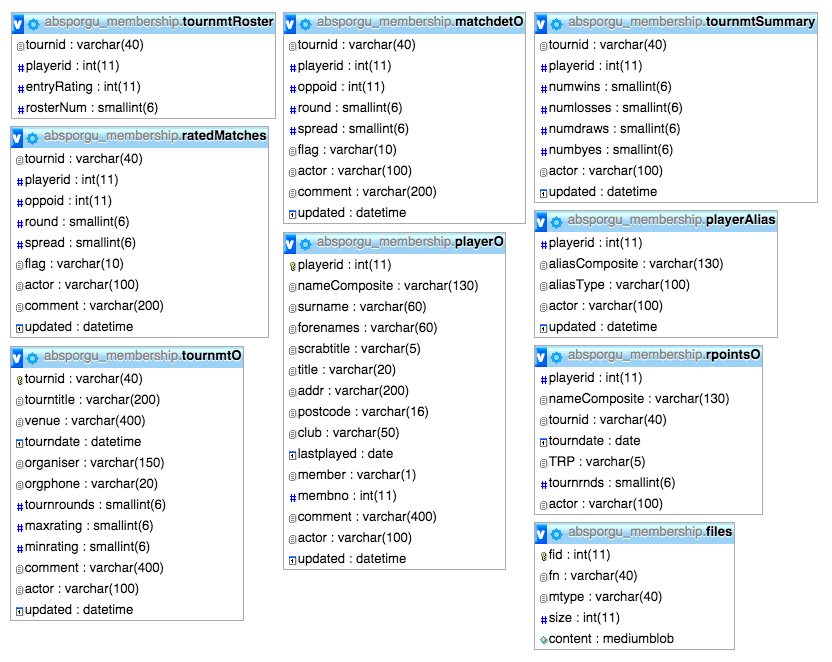 absporgu_membership.tournmtRoster
tournid : varchar(40)
playerid : int(11)
entryRating : int(11)
rosterNum : smallint(6)
absporgu_membership.ratedMatches
tournid : varchar(40)
playerid : int(11)
oppoid : int(11)
round : smallint(6)
spread : smallint(6)
flag : varchar(10)
actor : varchar(100)
comment : varchar(200)
updated : datetime
absporgu_membership.tournmtO
tournid : varchar(40)
tourntitle : varchar(200)
venue : varchar(400)
tourndate : datetime
organiser : varchar(150)
orgphone : varchar(20)
tournrounds : smallint(6)
maxrating : smallint(6)
minrating : smallint(6)
comment : varchar(400)
actor : varchar(100)
updated : datetime
absporgu_membership.matchdetO
tournid : varchar(40)
playerid : int(11)
oppoid : int(11)
round : smallint(6)
spread : smallint(6)
flag : varchar(10)
actor : varchar(100)
comment : varchar(200)
updated : datetime
absporgu_membership.playerO
playerid : int(11)
nameComposite : varchar(130)
surname : varchar(60)
forenames : varchar(60)
scrabtitle : varchar(5)
title : varchar(20)
addr : varchar(200)
postcode : varchar(16)
club : varchar(50)
lastplayed : date
member : varchar(1)
membno : int(11)
comment : varchar(400)
actor : varchar(100)
updated : datetime
absporgu_membership.tournmtSummary
tournid : varchar(40)
playerid : int(11)
numwins : smallint(6)
numlosses : smallint(6)
numdraws : smallint(6)
numbyes : smallint(6)
actor : varchar(100)
updated : datetime
absporgu_membership.playerAlias
playerid : int(11)
aliasComposite : varchar(130)
aliasType : varchar(100)
actor : varchar(100)
updated : datetime
absporgu_membership.rpointsO
playerid : int(11)
nameComposite : varchar(130)
tournid : varchar(40)
tourndate : date
TRP : varchar(5)
tournrnds : smallint(6)
actor : varchar(100)
absporgu_membership.files
fid : int(11)
fn : varchar(40)
mtype : varchar(40)
size : int(11)
content : mediumblob